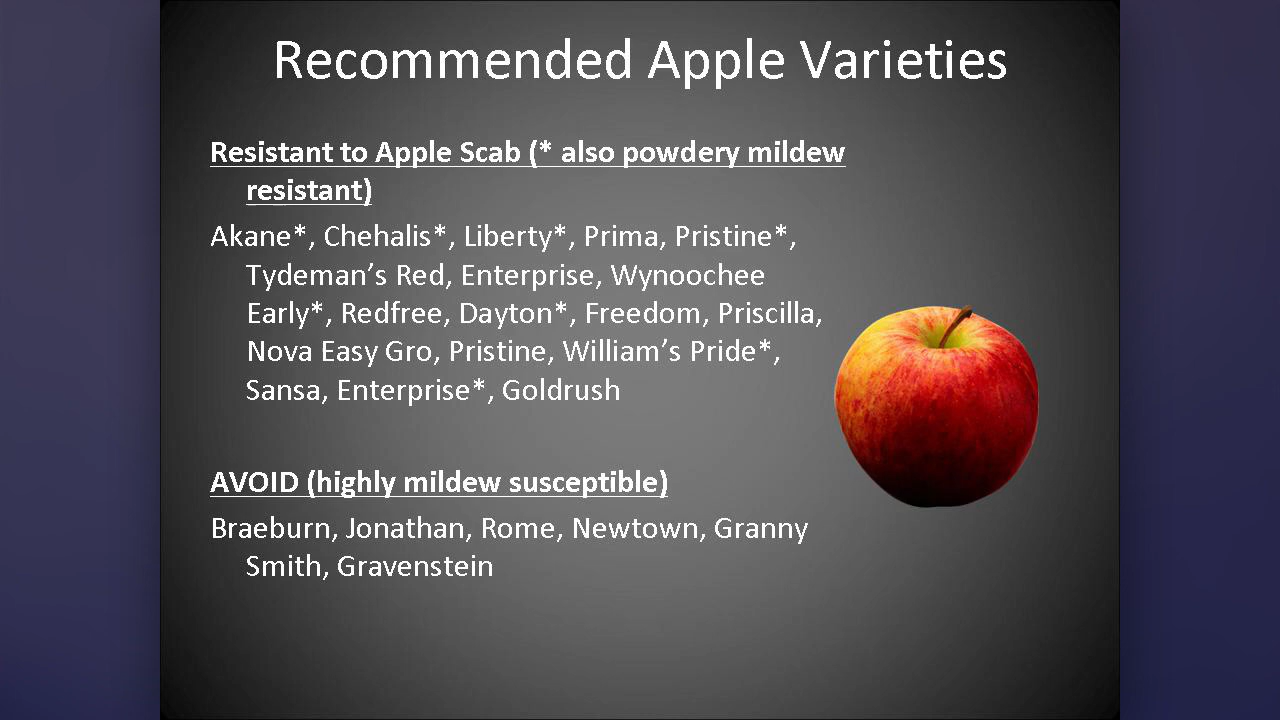 Recommended Apple Varieties
Resistant to Apple Scab (* also powdery mildew
resistant)
Akane*, Chehalis*, Liberty*, Prima, Pristine*,
Tydeman’s Red, Enterprise, Wynoochee
Early*, Redfree, Dayton*, Freedom, Priscilla,
Nova Easy Gro, Pristine, William’s Pride*,
Sansa, Enterprise*, Goldrush
AVOID (highly mildew susceptible)
Braeburn, Jonathan, Rome, Newtown, Granny
Smith, Gravenstein